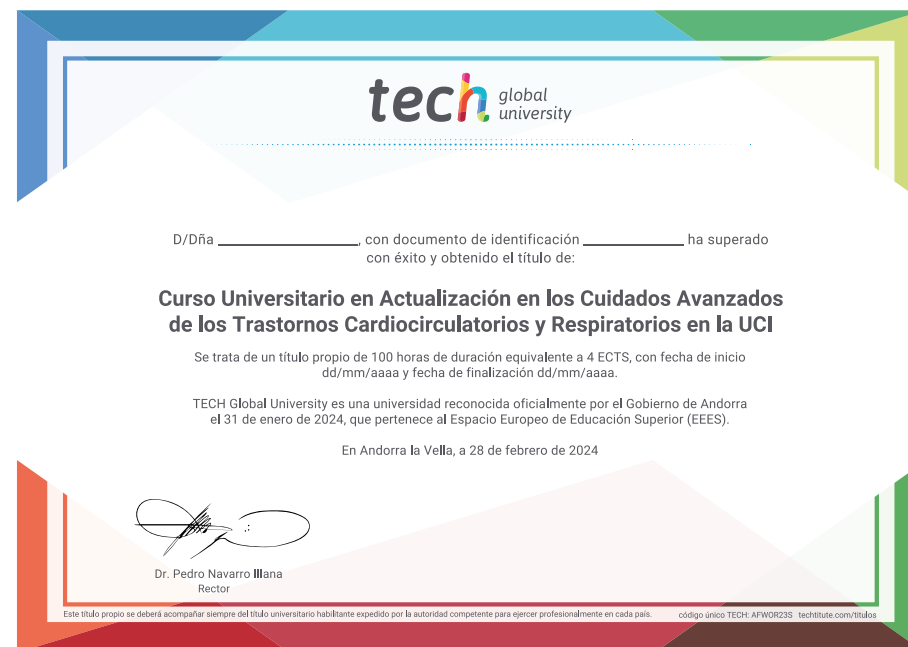 tech global university
D/Dña ________________, con documento de identificación ____________ ha superado
con éxito y obtenido el título de:
Curso Universitario en Actualización en los Cuidados Avanzados
de los Trastornos Cardiocirculatorios y Respiratorios en la UCI
Se trata de un título propio de 100 horas de duración equivalente a 4 ECTS, con fecha de inicio
dd/mm/aaaa y fecha de finalización dd/mm/aaaa.
TECH Global University es una universidad reconocida oficialmente por el Gobierno de Andorra
el 31 de enero de 2024, que pertenece al Espacio Europeo de Educación Superior (EEES).
En Andorra la Vella, a 28 de febrero de 2024
Dr. Pedro Navarro Illana
Rector
Este título propio se deberá acompañar siempre del título universitario habilitante expedido por la autoridad competente para ejercer profesionalmente en cada país. código único TECH: AFWOR23S techtitute.com/titulos